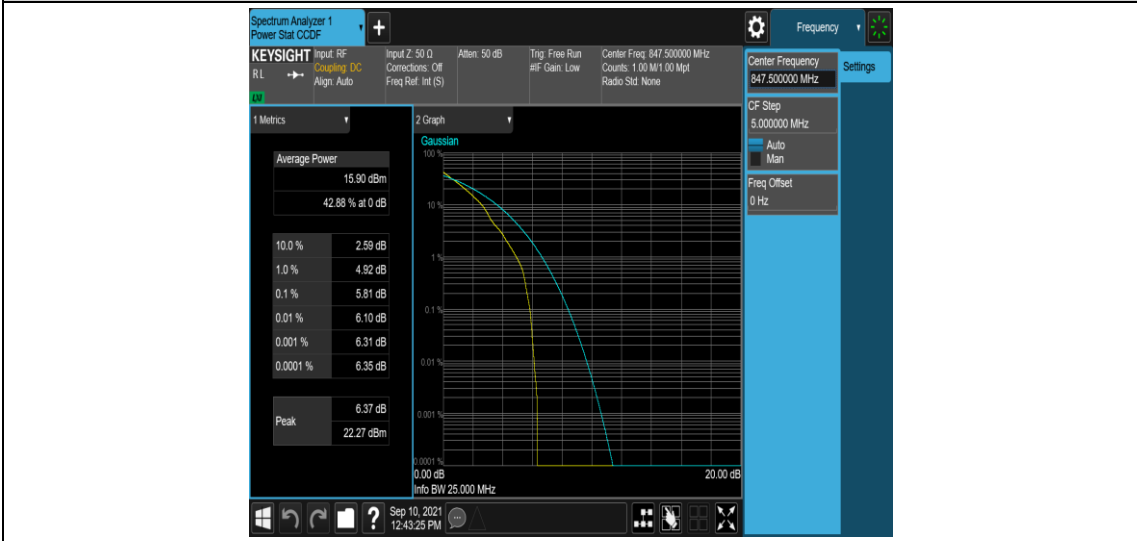 Spectrum Analyzer 1
Power Stat CCDF
+
Frequency
KEYSIGHT
Input: RF
Input Z: 50 Ω
Atten: 50 dB
Trig: Free Run
Center Freq: 847.500000 MHz
RL
Coupling: DC
Corrections: Off
#IF Gain: Low
Counts: 1.00 M/1.00 Mpt
Align: Auto
Freq Ref: Int (S)
Radio Std: None
LXI
Center Frequency
847.500000 MHz
Settings
CF Step
5.000000 MHz
Auto
Man
Freq Offset
0 Hz
1 Metrics
Average Power
15.90 dBm
42.88 % at 0 dB
10.0 % 2.59 dB
1.0 % 4.92 dB
0.1 % 5.81 dB
0.01 % 6.10 dB
0.001 % 6.31 dB
0.0001 % 6.35 dB
Peak
6.37 dB
22.27 dBm
2 Graph
Gaussian
100 %
10 %
1 %
0.1 %
0.01 %
0.001 %
0.0001 %
0.00 dB
20.00 dB
Info BW 25.000 MHz
?
Sep 10, 2021
12:43:25 PM